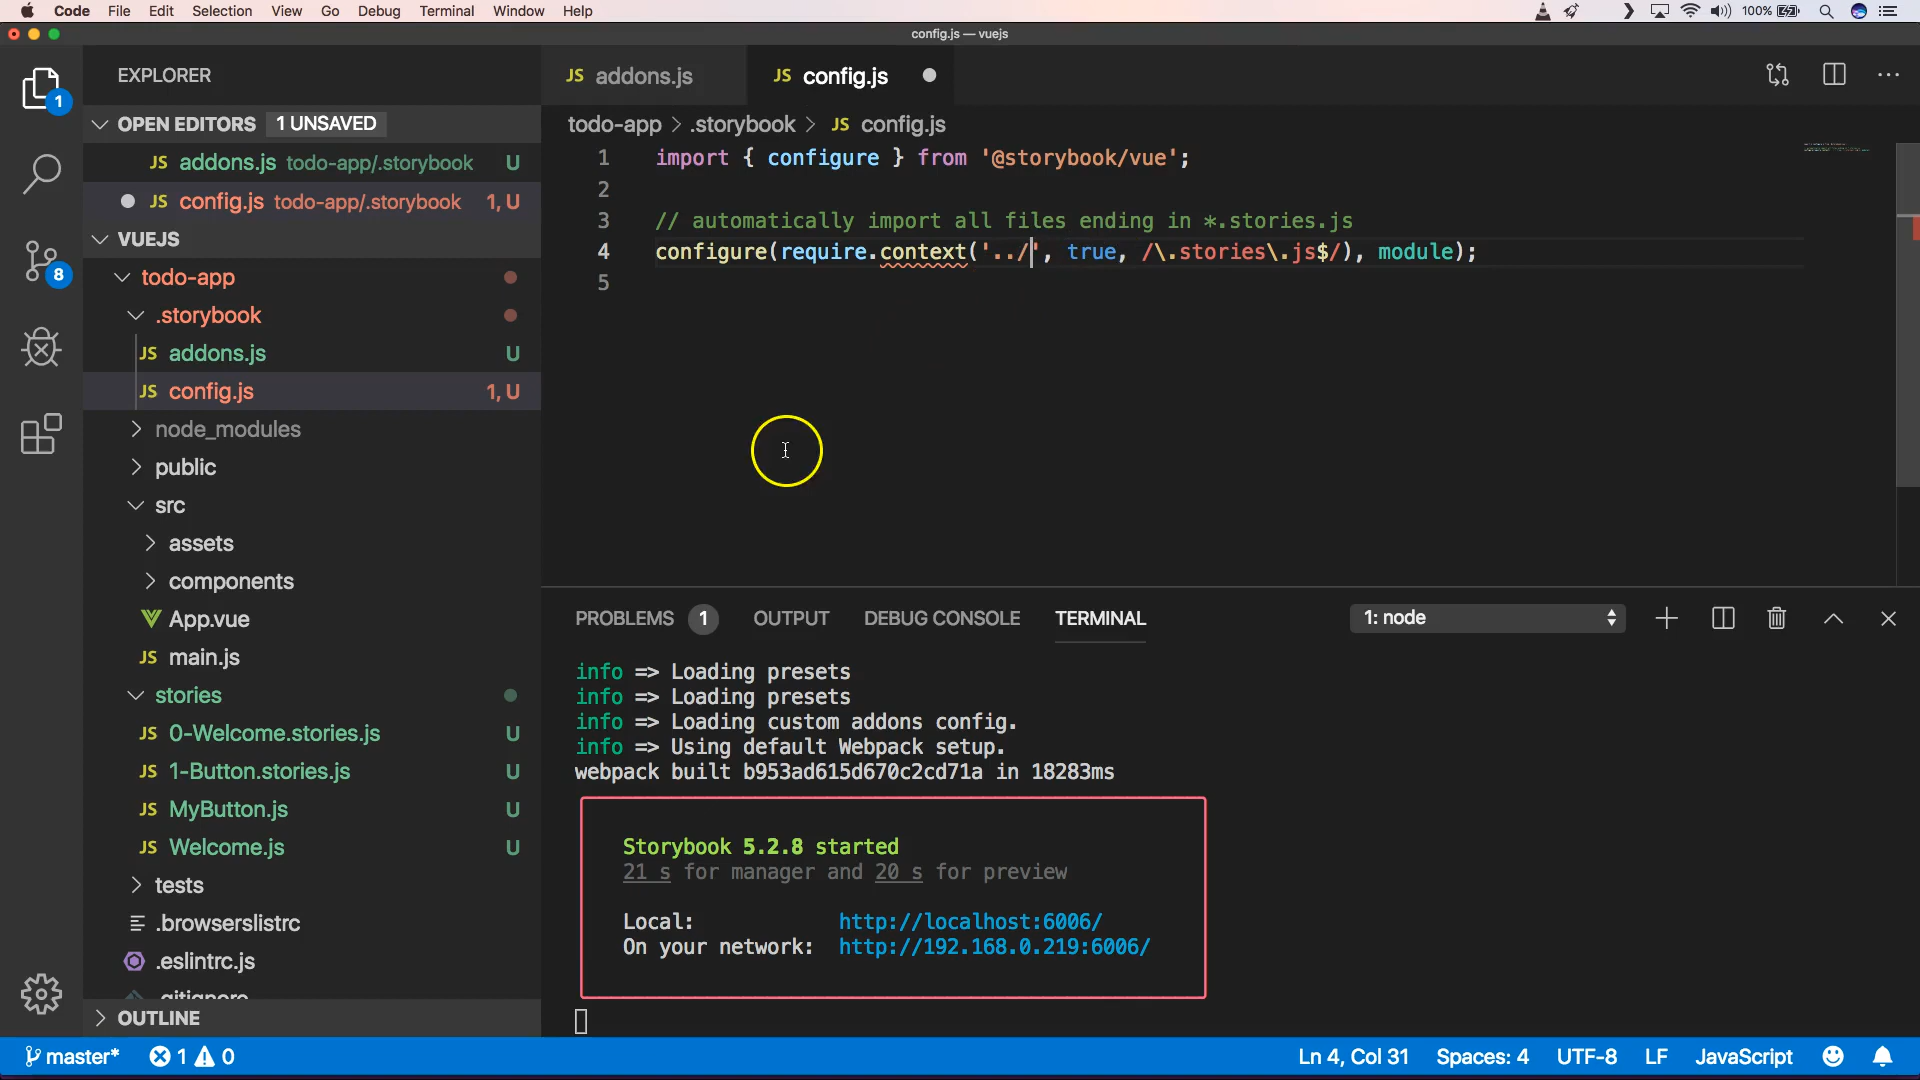 Code File Edit Selection View Go Debug Terminal Window Help 100%
config.js — vuejs
1
8
EXPLORER
OPEN EDITORS 1 UNSAVED
JS addons.js todo-app/.storybook U
JS config.js todo-app/.storybook 1, U
VUEJS
todo-app
.storybook
JS addons.js U
JS config.js 1, U
node_modules
public
src
assets
components
App.vue
JS main.js
stories
JS 0-Welcome.stories.js U
JS 1-Button.stories.js U
JS MyButton.js U
JS Welcome.js U
tests
.browserslistrc
.eslintrc.js
.gitignore
OUTLINE
JS addons.js JS config.js
todo-app > .storybook > JS config.js
1 import { configure } from '@storybook/vue';
2
3 // automatically import all files ending in *.stories.js
4 configure(require.context('../', true, /\.stories\.js$/), module);
5
PROBLEMS 1 OUTPUT DEBUG CONSOLE TERMINAL 1: node
info => Loading presets
info => Loading presets
info => Loading custom addons config.
info => Using default Webpack setup.
webpack built b953ad615d670c2cd71a in 18283ms
Storybook 5.2.8 started
21 s for manager and 20 s for preview
Local: http://localhost:6006/
On your network: http://192.168.0.219:6006/
master* 1 0 Ln 4, Col 31 Spaces: 4 UTF-8 LF JavaScript